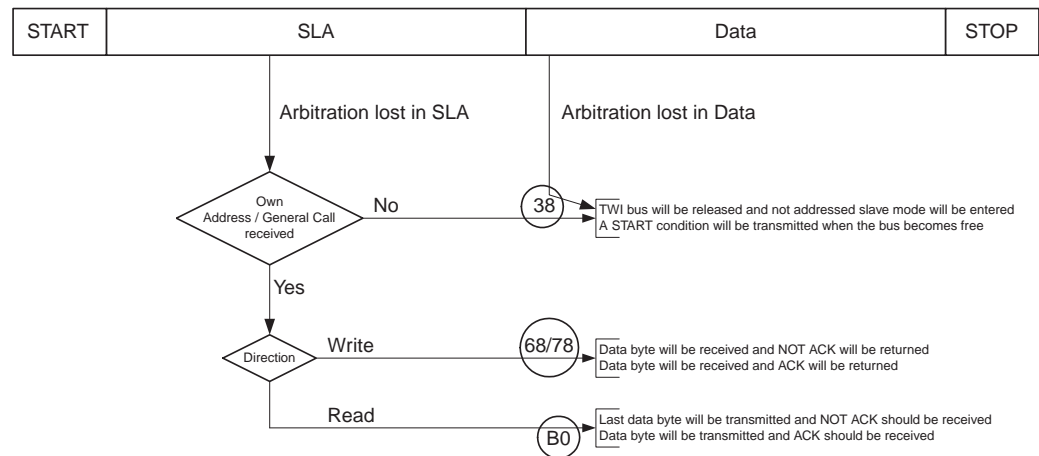 START SLA Data STOP
Arbitration lost in SLA Arbitration lost in Data
Own
Address / General Call
received
No
38
TWI bus will be released and not addressed slave mode will be entered
A START condition will be transmitted when the bus becomes free
Yes
Direction
Write
68/78
Data byte will be received and NOT ACK will be returned
Data byte will be received and ACK will be returned
Read
B0
Last data byte will be transmitted and NOT ACK should be received
Data byte will be transmitted and ACK should be received